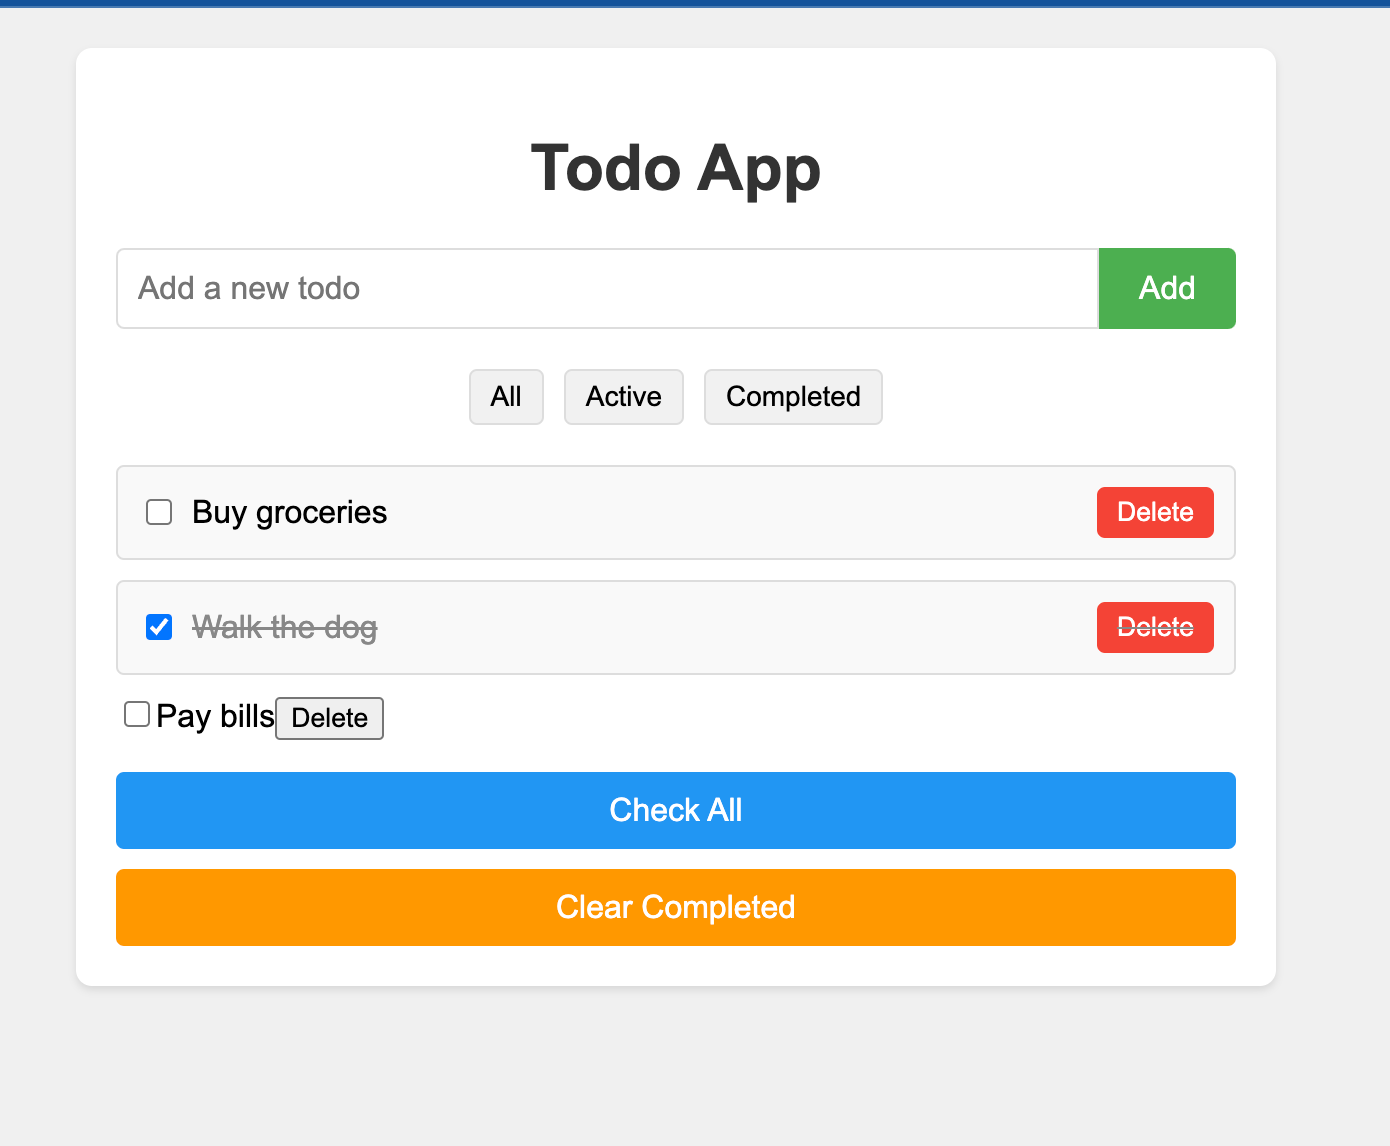 Todo App
Add a new todo Add
All Active Completed
Buy groceries Delete
Walk the dog Delete
Pay bills Delete
Check All
Clear Completed